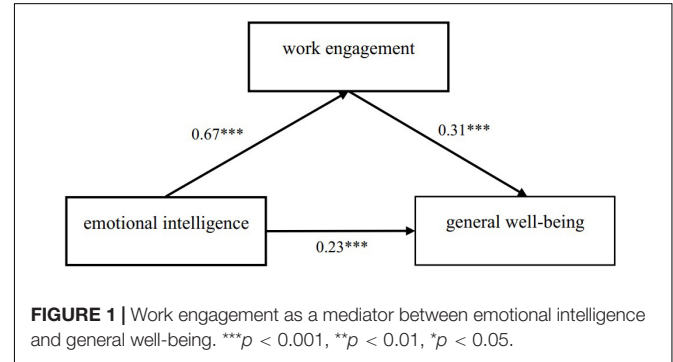 work engagement
0.67***
0.31***
emotional intelligence
general well-being
0.23***
FIGURE 1 | Work engagement as a mediator between emotional intelligence
and general well-being. ***p < 0.001, **p < 0.01, *p < 0.05.